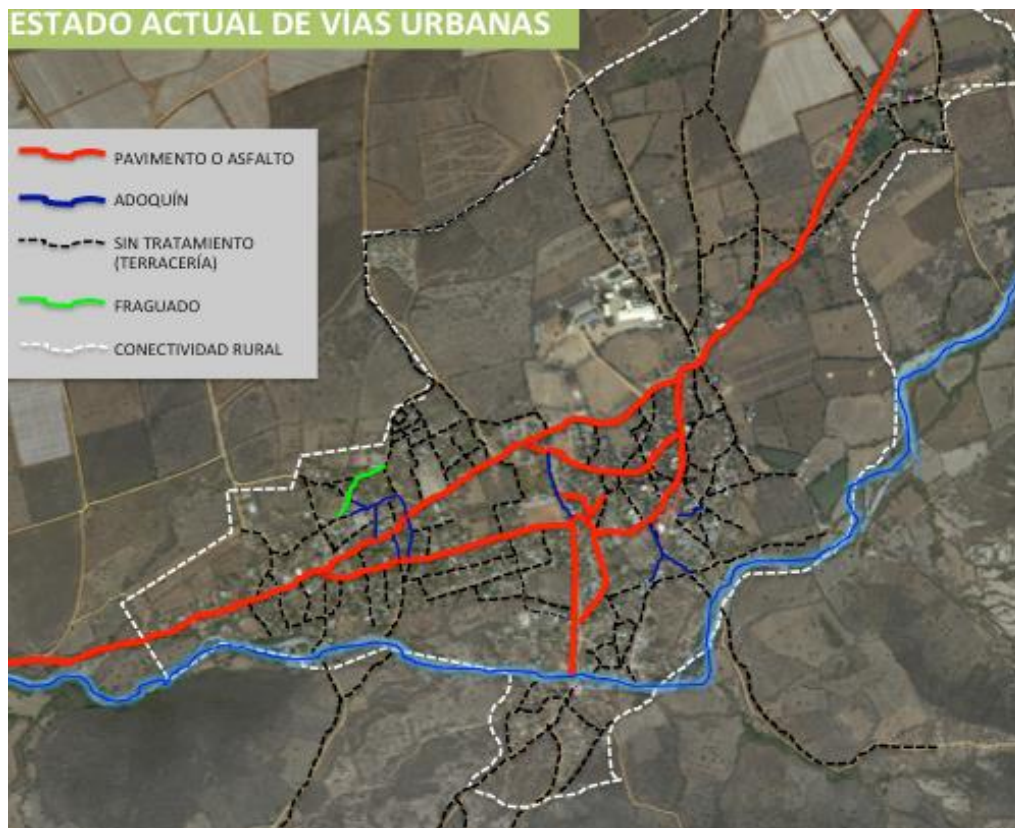 ESTADO ACTUAL DE VÍAS URBANAS
PAVIMENTO O ASFALTO
ADOQUÍN
SIN TRATAMIENTO
(TERRACERÍA)
FRAGUADO
CONECTIVIDAD RURAL